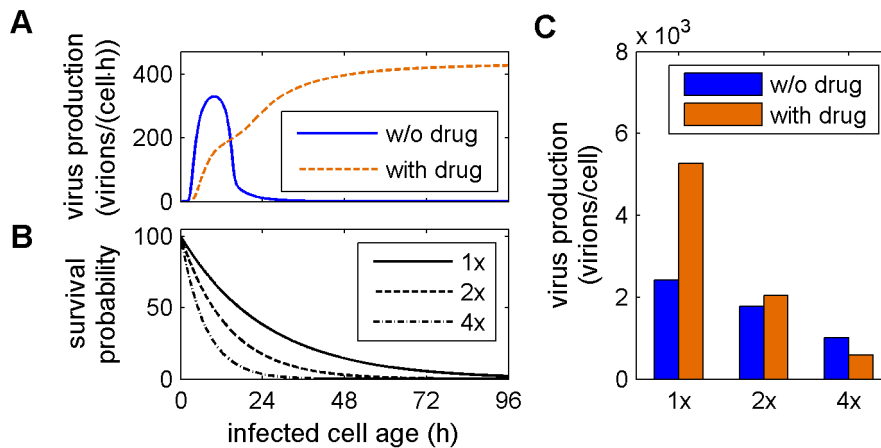 A
virus production
(virions/(cell·h))
400
200
0
w/o drug
with drug
B
survival
probability
100
50
0
1x
2x
4x
0 24 48 72 96
infected cell age (h)
C
x 10³
virus production
(virions/cell)
8
6
4
2
0
w/o drug
with drug
1x 2x 4x